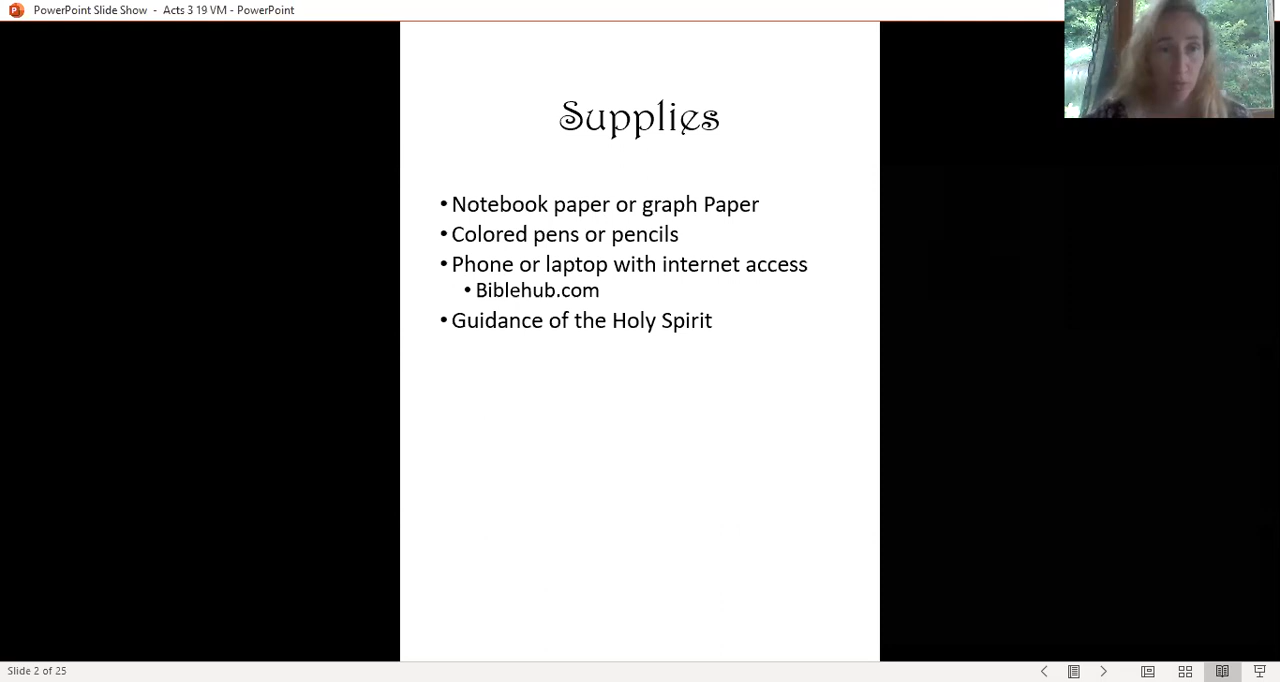 PowerPoint Slide Show - Acts 3 19 VM - PowerPoint
Supplies
• Notebook paper or graph Paper
• Colored pens or pencils
• Phone or laptop with internet access
• Biblehub.com
• Guidance of the Holy Spirit
Slide 2 of 25